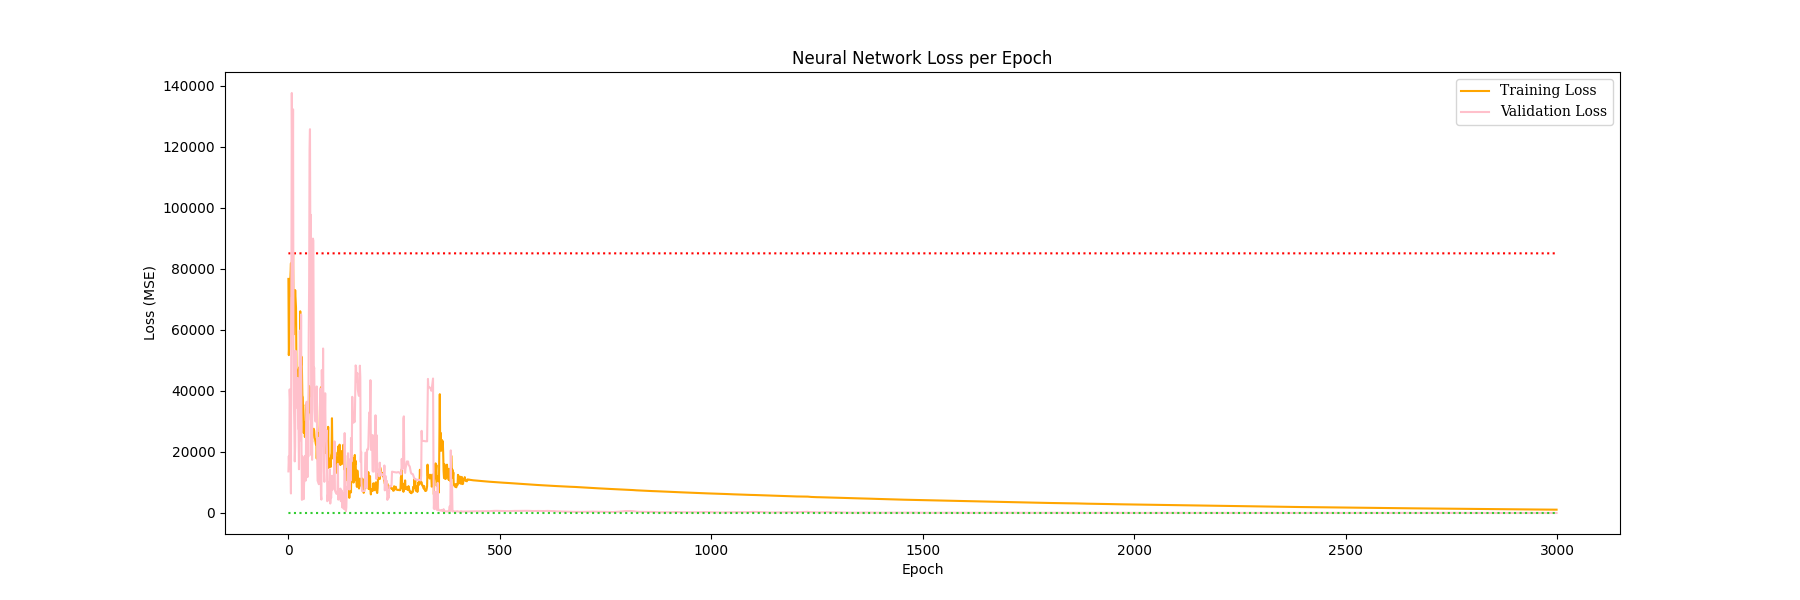 Neural Network Loss per Epoch
Training Loss
Validation Loss
Loss (MSE)
140000
120000
100000
80000
60000
40000
20000
0
0 500 1000 1500 2000 2500 3000
Epoch